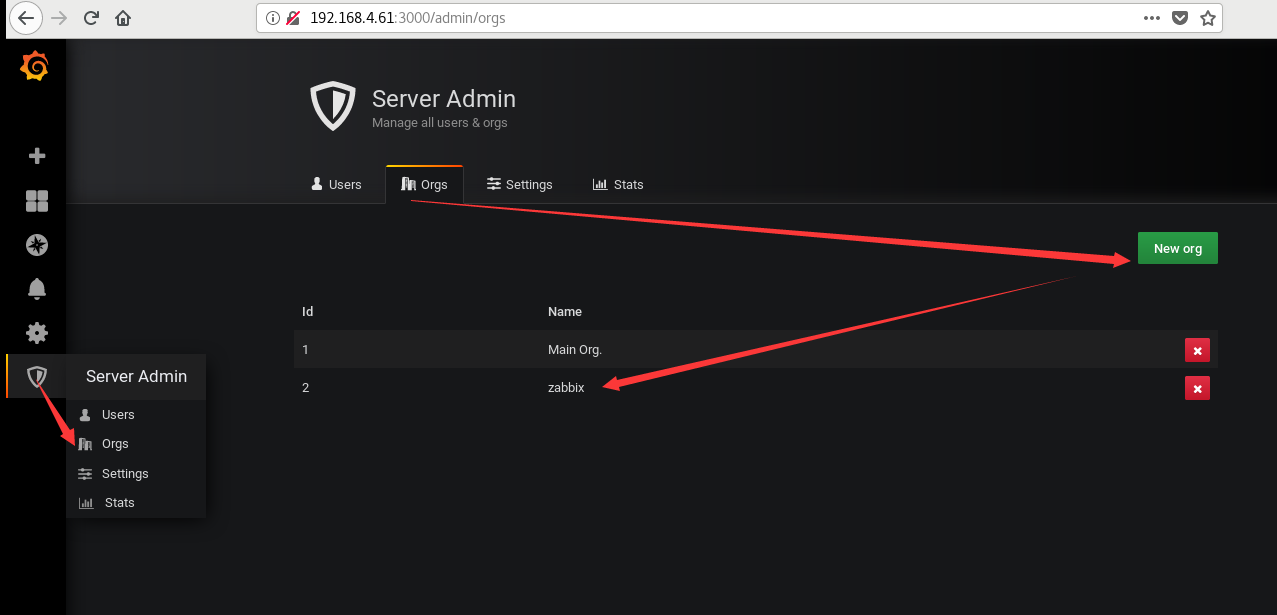 192.168.4.61:3000/admin/orgs
Server Admin
Manage all users & orgs
Users
Orgs
Settings
Stats
New org
Id Name
1 Main Org.
2 zabbix
Server Admin
Users
Orgs
Settings
Stats